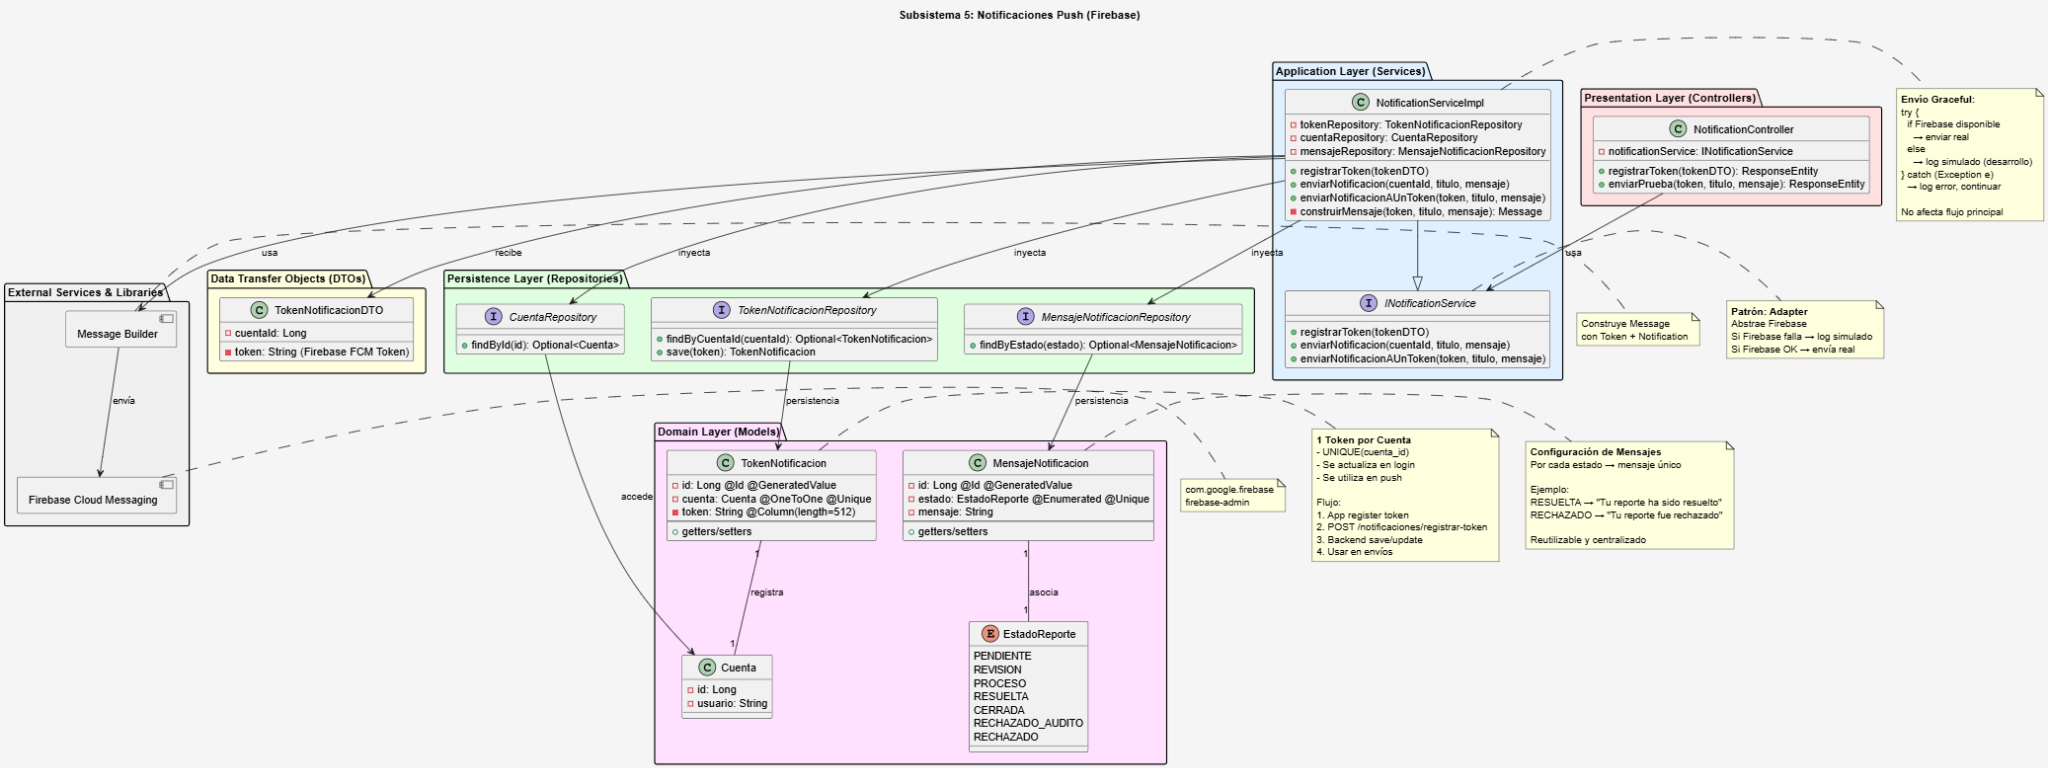 Subsistema 5: Notificaciones Push (Firebase)
Application Layer (Services)
NotificationServiceImpl
tokenRepository: TokenNotificacionRepository
cuentaRepository: CuentaRepository
mensajeRepository: MensajeNotificacionRepository
registrarToken(tokenDTO)
enviarNotificacion(cuentaId, titulo, mensaje)
enviarNotificacionAUnToken(token, titulo, mensaje)
construirMensaje(token, titulo, mensaje): Message
Presentation Layer (Controllers)
NotificationController
notificationService: INotificationService
registrarToken(tokenDTO): ResponseEntity
enviarPrueba(token, titulo, mensaje): ResponseEntity
Envío Graceful:
try {
if Firebase disponible
→ enviar real
else
→ log simulado (desarrollo)
} catch (Exception e)
→ log error, continuar
No afecta flujo principal
usa
recibe
inyecta
inyecta
inyecta
usa
External Services & Libraries
Message Builder
envía
Firebase Cloud Messaging
Data Transfer Objects (DTOs)
TokenNotificacionDTO
cuentaId: Long
token: String (Firebase FCM Token)
Persistence Layer (Repositories)
CuentaRepository
findById(id): Optional<Cuenta>
TokenNotificacionRepository
findByCuentaId(cuentaId): Optional<TokenNotificacion>
save(token): TokenNotificacion
MensajeNotificacionRepository
findByEstado(estado): Optional<MensajeNotificacion>
INotificationService
registrarToken(tokenDTO)
enviarNotificacion(cuentaId, titulo, mensaje)
enviarNotificacionAUnToken(token, titulo, mensaje)
Construye Message
con Token + Notification
Patrón: Adapter
Abstrae Firebase
Si Firebase falla → log simulado
Si Firebase OK → envía real
persistencia
persistencia
accede
Domain Layer (Models)
TokenNotificacion
id: Long @Id @GeneratedValue
cuenta: Cuenta @OneToOne @Unique
token: String @Column(length=512)
getters/setters
MensajeNotificacion
id: Long @Id @GeneratedValue
estado: EstadoReporte @Enumerated @Unique
mensaje: String
getters/setters
com.google.firebase
firebase-admin
1 Token por Cuenta
- UNIQUE(cuenta_id)
- Se actualiza en login
- Se utiliza en push
Flujo:
1. App register token
2. POST /notificaciones/registrar-token
3. Backend save/update
4. Usar en envíos
Configuración de Mensajes
Por cada estado → mensaje único
Ejemplo:
RESUELTA → "Tu reporte ha sido resuelto"
RECHAZADO → "Tu reporte fue rechazado"
Reutilizable y centralizado
1
registra
1
1
asocia
1
Cuenta
id: Long
usuario: String
EstadoReporte
PENDIENTE
REVISION
PROCESO
RESUELTA
CERRADA
RECHAZADO_AUDITO
RECHAZADO